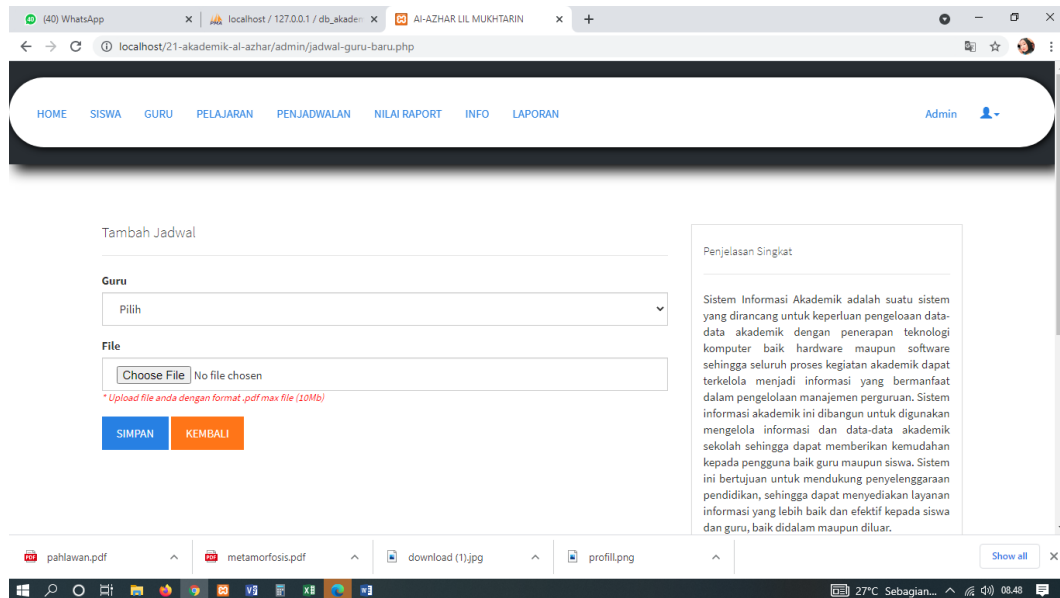 (40) WhatsApp
localhost / 127.0.0.1 / db_akaden
Al-AZHAR LIL MUKHTARIN
localhost/21-akademik-al-azhar/admin/jadwal-guru-baru.php
HOME SISWA GURU PELAJARAN PENJADWALAN NILAI RAPORT INFO LAPORAN Admin
Tambah Jadwal
Guru
Pilih
File
Choose File No file chosen
* Upload file anda dengan format .pdf max file (10Mb)
SIMPAN KEMBALI
Penjelasan Singkat
Sistem Informasi Akademik adalah suatu sistem
yang dirancang untuk keperluan pengeloaan data-
data akademik dengan penerapan teknologi
komputer baik hardware maupun software
sehingga seluruh proses kegiatan akademik dapat
terkelola menjadi informasi yang bermanfaat
dalam pengelolaan manajemen perguruan. Sistem
informasi akademik ini dibangun untuk digunakan
mengelola informasi dan data-data akademik
sekolah sehingga dapat memberikan kemudahan
kepada pengguna baik guru maupun siswa. Sistem
ini bertujuan untuk mendukung penyelenggaraan
pendidikan, sehingga dapat menyediakan layanan
informasi yang lebih baik dan efektif kepada siswa
dan guru, baik didalam maupun diluar.
pahlawan.pdf
metamorfosis.pdf
download (1).jpg
profill.png
Show all
27°C Sebagian... 08.48